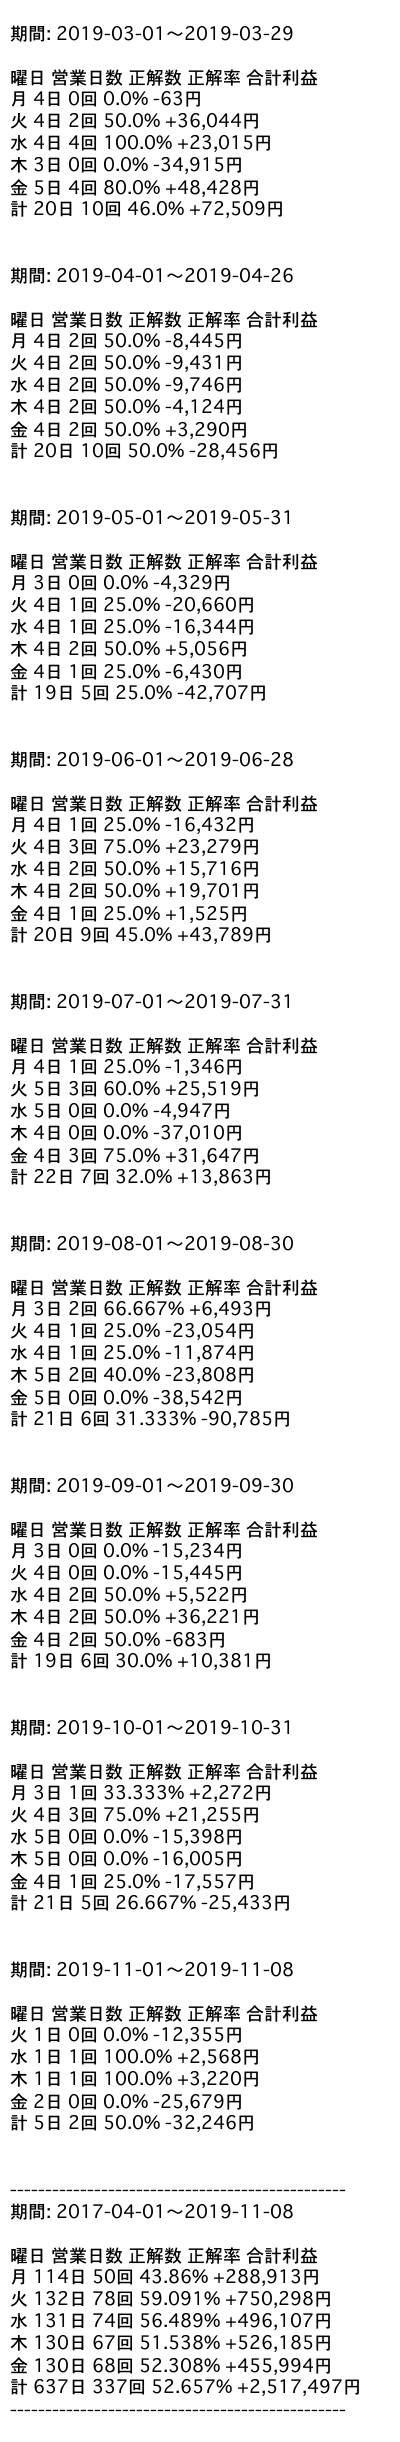 期間: 2019-03-01～2019-03-29
曜日 営業日数 正解数 正解率 合計利益
月 4日 0回 0.0% -63円
火 4日 2回 50.0% +36,044円
水 4日 4回 100.0% +23,015円
木 3日 0回 0.0% -34,915円
金 5日 4回 80.0% +48,428円
計 20日 10回 46.0% +72,509円
期間: 2019-04-01～2019-04-26
曜日 営業日数 正解数 正解率 合計利益
月 4日 2回 50.0% -8,445円
火 4日 2回 50.0% -9,431円
水 4日 2回 50.0% -9,746円
木 4日 2回 50.0% -4,124円
金 4日 2回 50.0% +3,290円
計 20日 10回 50.0% -28,456円
期間: 2019-05-01～2019-05-31
曜日 営業日数 正解数 正解率 合計利益
月 3日 0回 0.0% -4,329円
火 4日 1回 25.0% -20,660円
水 4日 1回 25.0% -16,344円
木 4日 2回 50.0% +5,056円
金 4日 1回 25.0% -6,430円
計 19日 5回 25.0% -42,707円
期間: 2019-06-01～2019-06-28
曜日 営業日数 正解数 正解率 合計利益
月 4日 1回 25.0% -16,432円
火 4日 3回 75.0% +23,279円
水 4日 2回 50.0% +15,716円
木 4日 2回 50.0% +19,701円
金 4日 1回 25.0% +1,525円
計 20日 9回 45.0% +43,789円
期間: 2019-07-01～2019-07-31
曜日 営業日数 正解数 正解率 合計利益
月 4日 1回 25.0% -1,346円
火 5日 3回 60.0% +25,519円
水 5日 0回 0.0% -4,947円
木 4日 0回 0.0% -37,010円
金 4日 3回 75.0% +31,647円
計 22日 7回 32.0% +13,863円
期間: 2019-08-01～2019-08-30
曜日 営業日数 正解数 正解率 合計利益
月 3日 2回 66.667% +6,493円
火 4日 1回 25.0% -23,054円
水 4日 1回 25.0% -11,874円
木 5日 2回 40.0% -23,808円
金 5日 0回 0.0% -38,542円
計 21日 6回 31.333% -90,785円
期間: 2019-09-01～2019-09-30
曜日 営業日数 正解数 正解率 合計利益
月 3日 0回 0.0% -15,234円
火 4日 0回 0.0% -15,445円
水 4日 2回 50.0% +5,522円
木 4日 2回 50.0% +36,221円
金 4日 2回 50.0% -683円
計 19日 6回 30.0% +10,381円
期間: 2019-10-01～2019-10-31
曜日 営業日数 正解数 正解率 合計利益
月 3日 1回 33.333% +2,272円
火 4日 3回 75.0% +21,255円
水 5日 0回 0.0% -15,398円
木 5日 0回 0.0% -16,005円
金 4日 1回 25.0% -17,557円
計 21日 5回 26.667% -25,433円
期間: 2019-11-01～2019-11-08
曜日 営業日数 正解数 正解率 合計利益
火 1日 0回 0.0% -12,355円
水 1日 1回 100.0% +2,568円
木 1日 1回 100.0% +3,220円
金 2日 0回 0.0% -25,679円
計 5日 2回 50.0% -32,246円
------------------------------------------------
期間: 2017-04-01～2019-11-08
曜日 営業日数 正解数 正解率 合計利益
月 114日 50回 43.86% +288,913円
火 132日 78回 59.091% +750,298円
水 131日 74回 56.489% +496,107円
木 130日 67回 51.538% +526,185円
金 130日 68回 52.308% +455,994円
計 637日 337回 52.657% +2,517,497円
------------------------------------------------